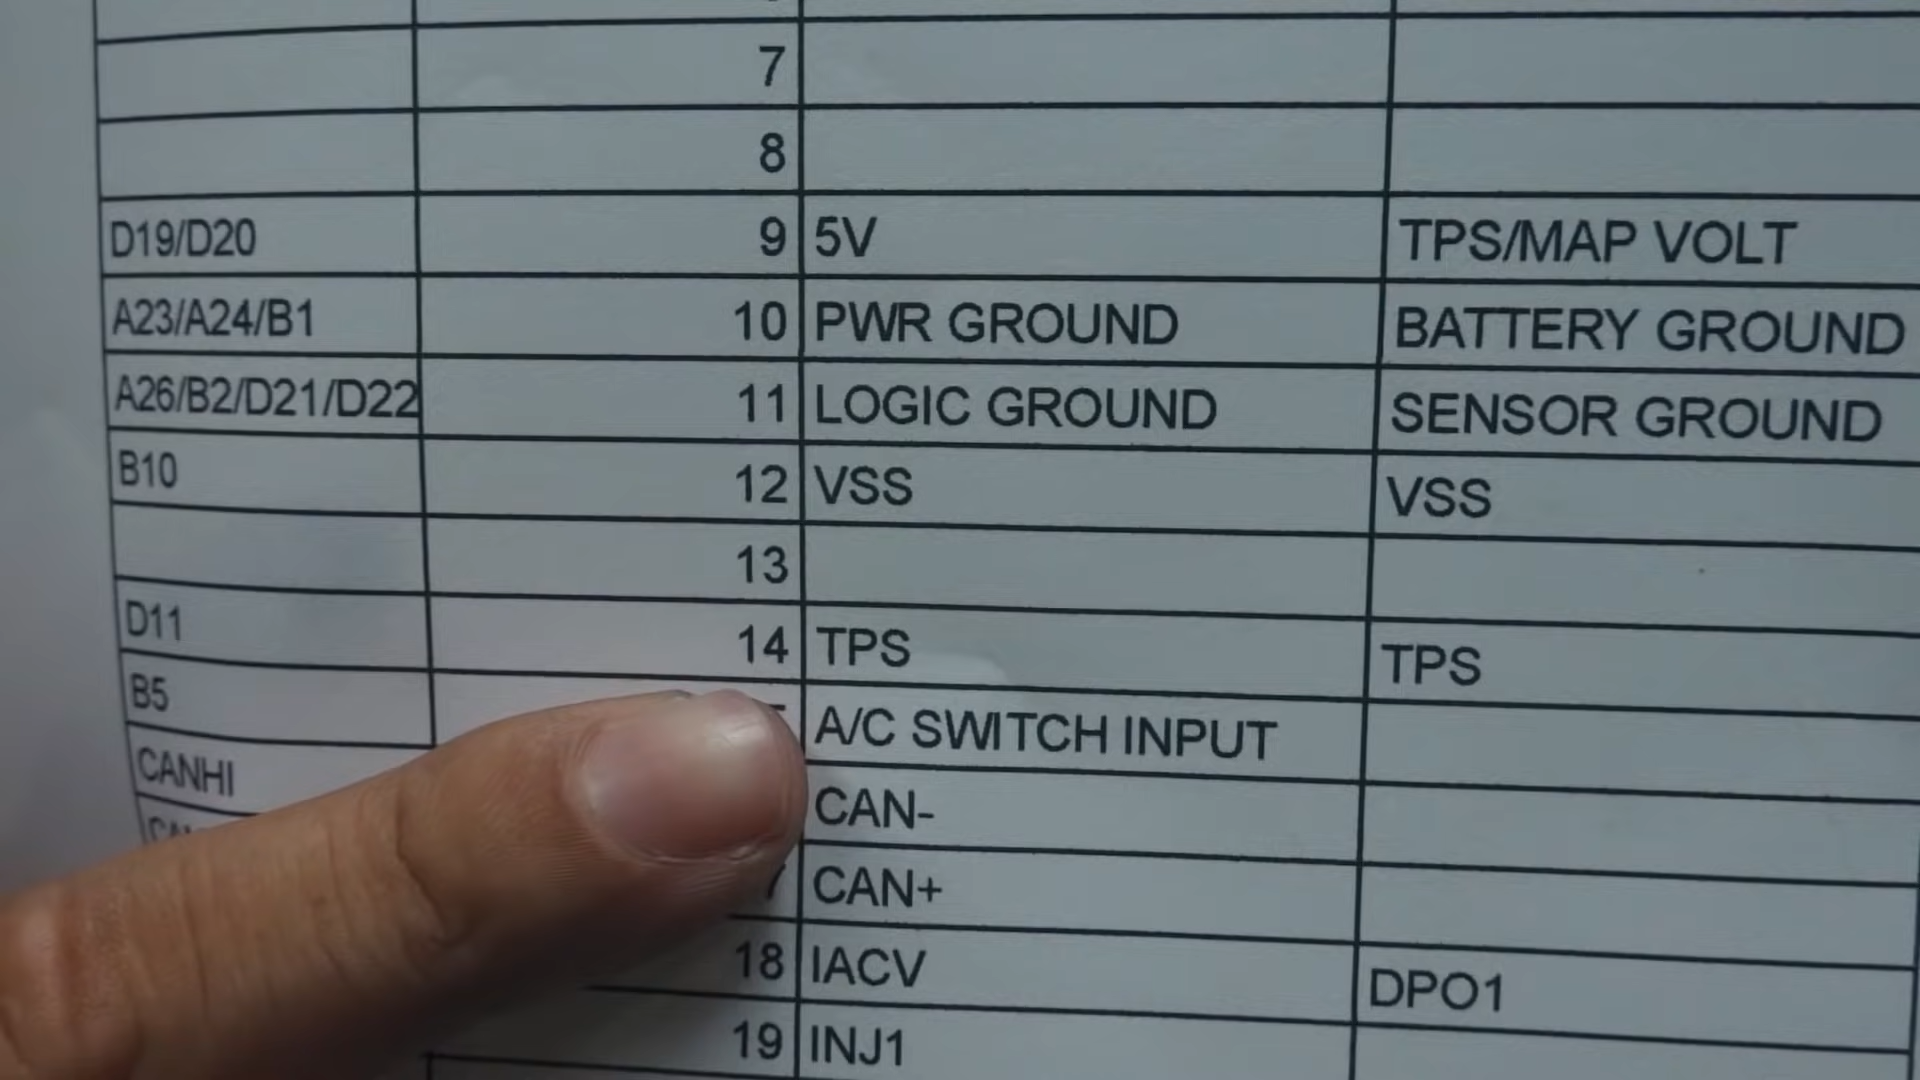 7
8
D19/D20 9 5V TPS/MAP VOLT
A23/A24/B1 10 PWR GROUND BATTERY GROUND
A26/B2/D21/D22 11 LOGIC GROUND SENSOR GROUND
B10 12 VSS VSS
13
D11 14 TPS TPS
B5 A/C SWITCH INPUT
CANHI CAN-
7 CAN+
18 IACV DPO1
19 INJ1